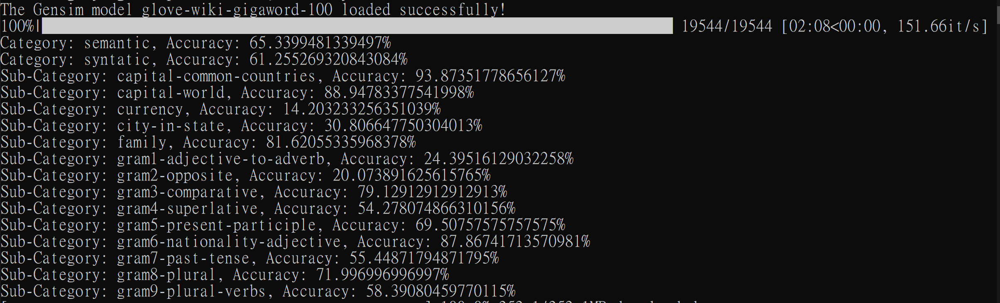 The Gensim model glove-wiki-gigaword-100 loaded successfully!
100%| 19544/19544 [02:08<00:00, 151.66it/s]
Category: semantic, Accuracy: 65.3399481339497%
Category: syntatic, Accuracy: 61.255269320843084%
Sub-Category: capital-common-countries, Accuracy: 93.87351778656127%
Sub-Category: capital-world, Accuracy: 88.94783377541998%
Sub-Category: currency, Accuracy: 14.203233256351039%
Sub-Category: city-in-state, Accuracy: 30.806647750304013%
Sub-Category: family, Accuracy: 81.62055335968378%
Sub-Category: gram1-adjective-to-adverb, Accuracy: 24.39516129032258%
Sub-Category: gram2-opposite, Accuracy: 20.073891625615765%
Sub-Category: gram3-comparative, Accuracy: 79.12912912912913%
Sub-Category: gram4-superlative, Accuracy: 54.278074866310156%
Sub-Category: gram5-present-participle, Accuracy: 69.50757575757575%
Sub-Category: gram6-nationality-adjective, Accuracy: 87.86741713570981%
Sub-Category: gram7-past-tense, Accuracy: 55.44871794871795%
Sub-Category: gram8-plural, Accuracy: 71.996996996997%
Sub-Category: gram9-plural-verbs, Accuracy: 58.39080459770115%